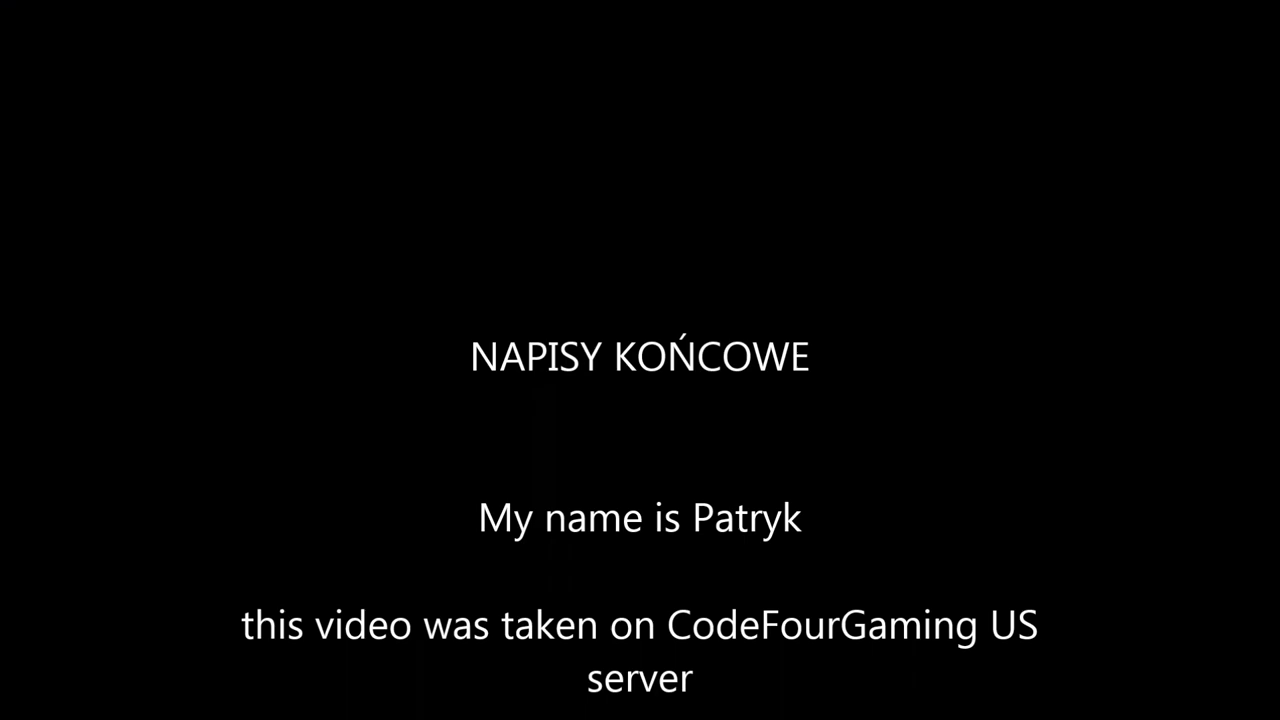 NAPISY KOŃCOWE
My name is Patryk
this video was taken on CodeFourGaming US
server